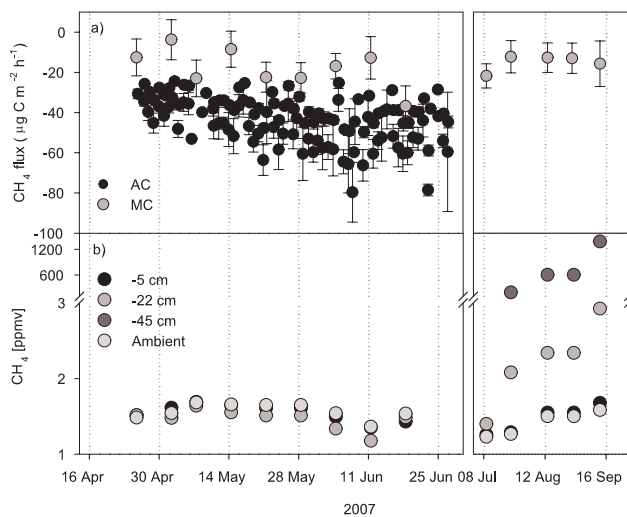 a)
CH4 flux ( µg C m−2 h−1)
0
-20
-40
-60
-80
-100
AC
MC
b)
CH4 [ppmv]
1200
600
3
2
1
-5 cm
-22 cm
-45 cm
Ambient
16 Apr 30 Apr 14 May 28 May 11 Jun 25 Jun 08 Jul 12 Aug 16 Sep
2007